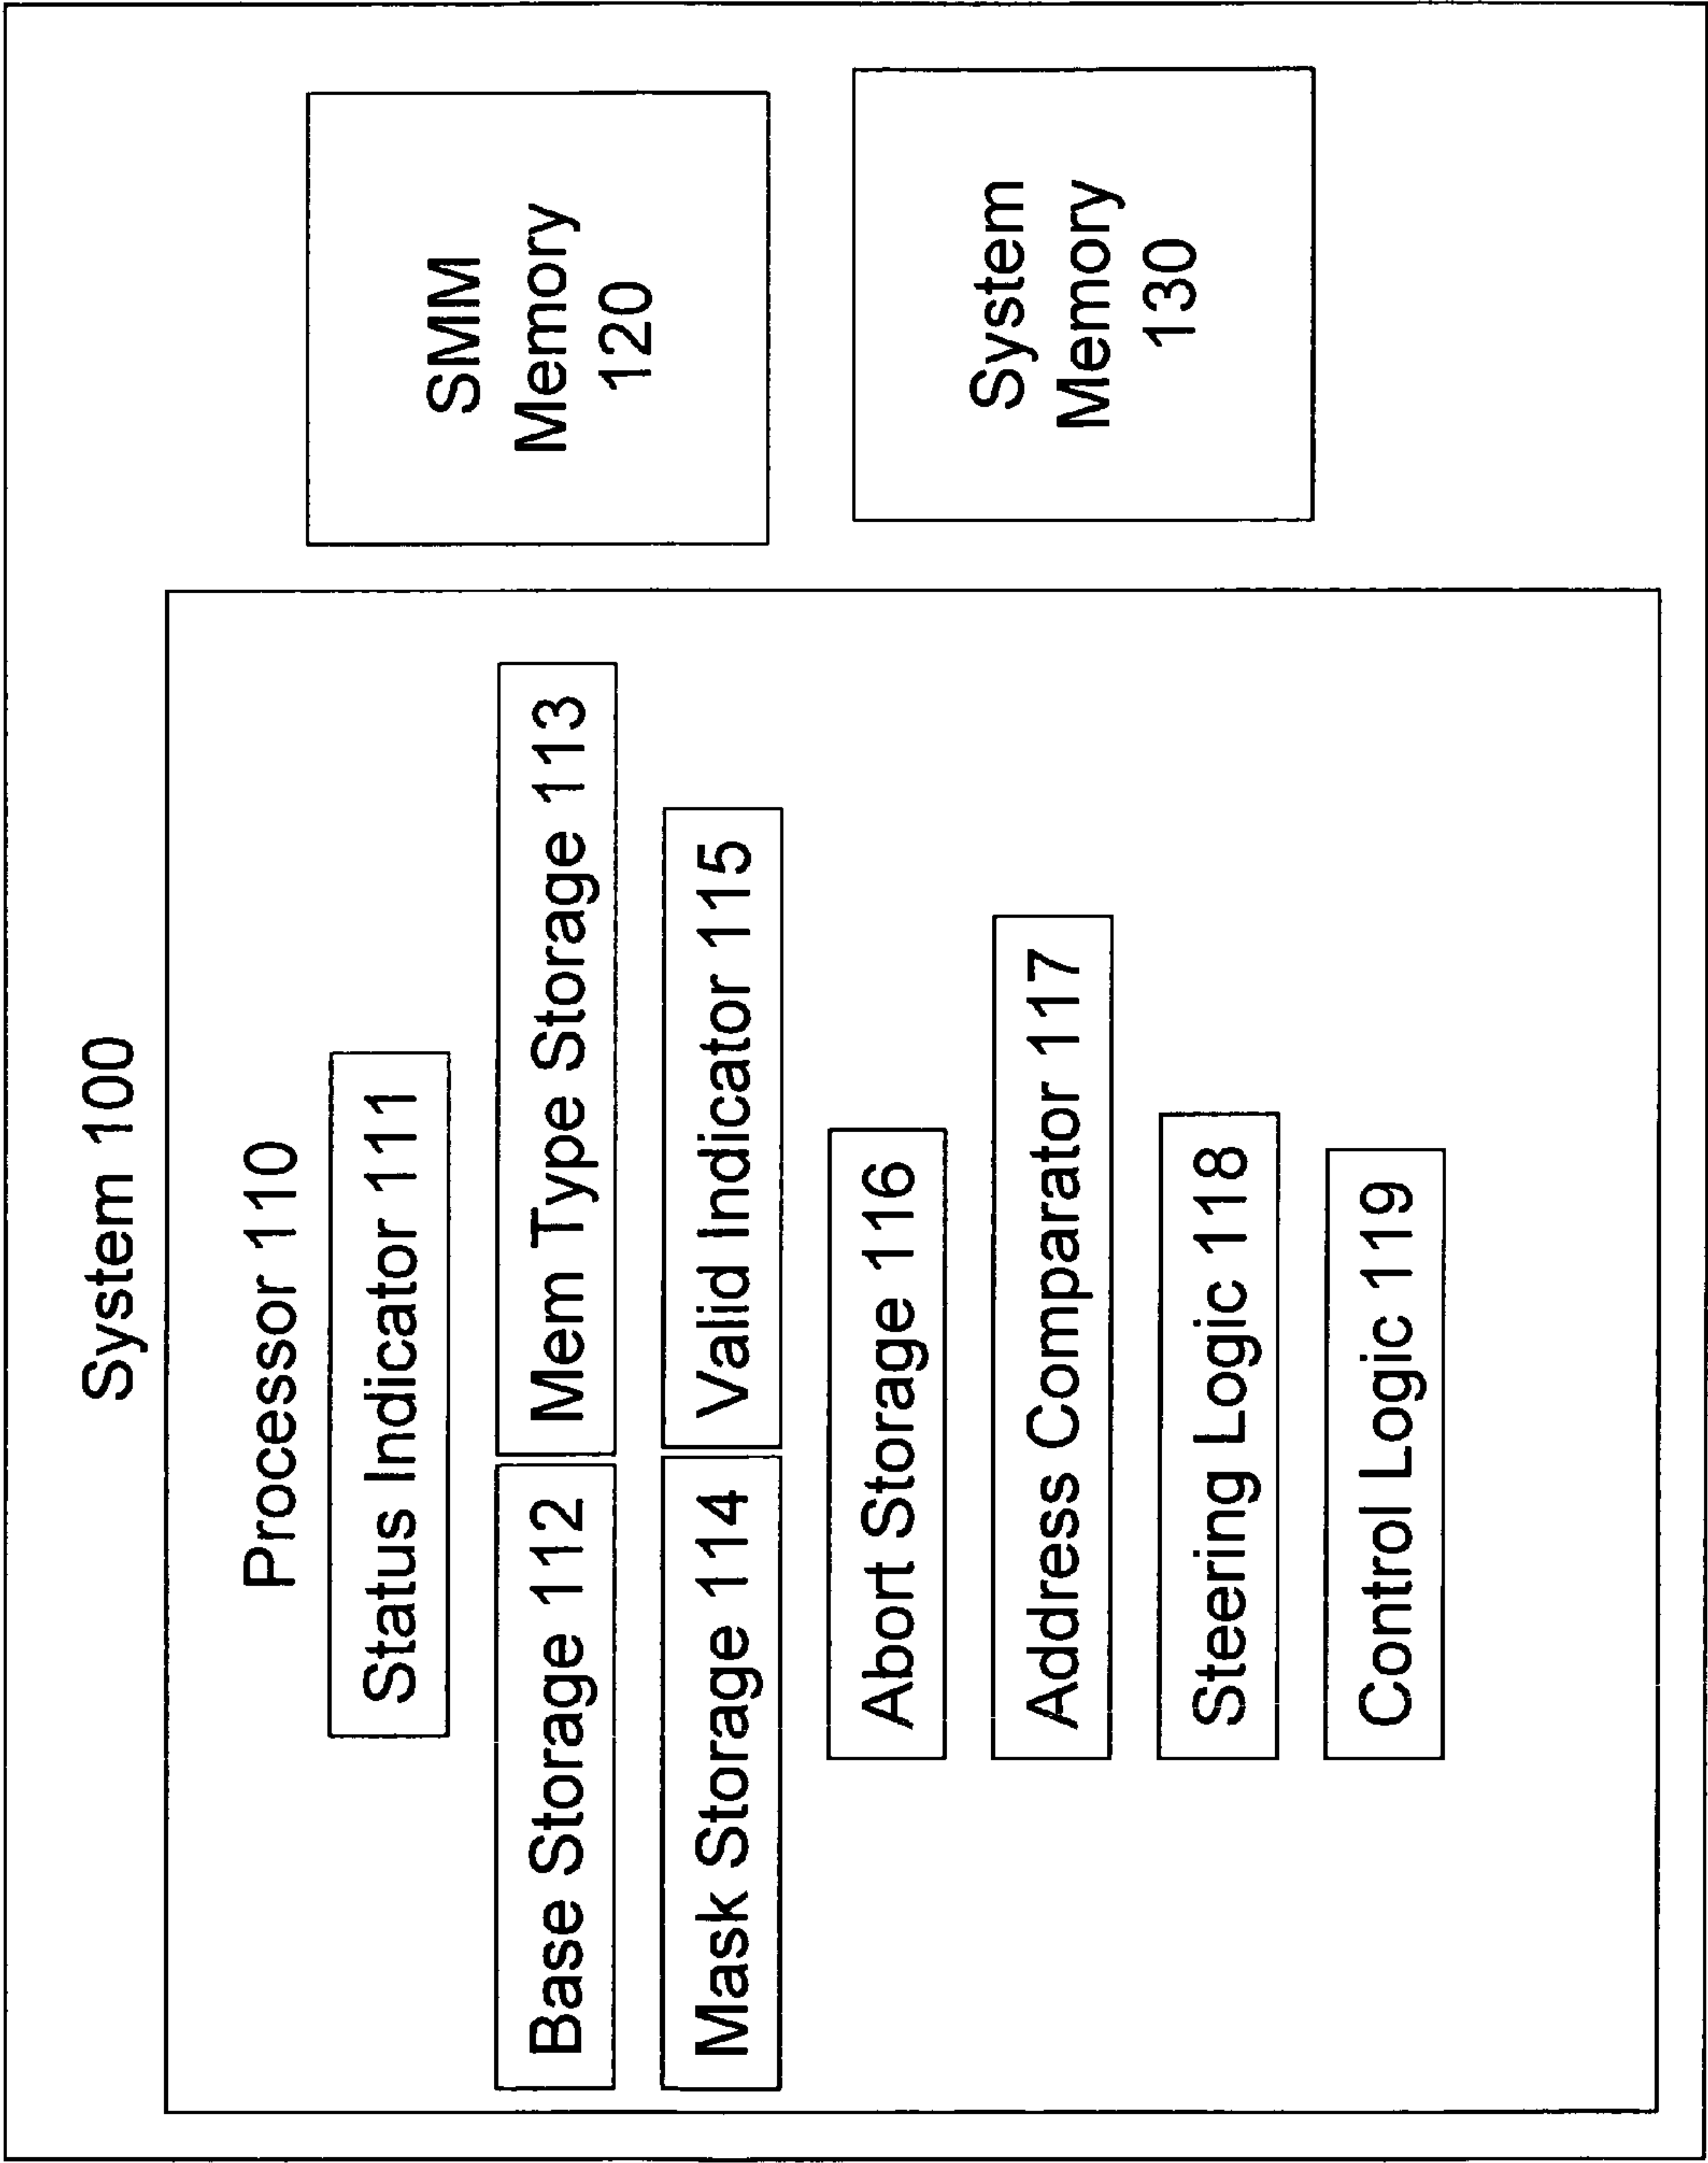 System 100
Processor 110
Status Indicator 111
Base Storage 112
Mem Type Storage 113
Mask Storage 114
Valid Indicator 115
Abort Storage 116
Address Comparator 117
Steering Logic 118
Control Logic 119
SMM
Memory
120
System
Memory
130